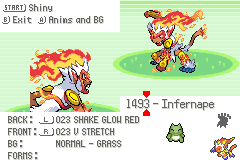 START Shiny
B Exit A Anims and BG
1493 - Infernape
BACK: L 023 SHAKE GLOW RED
FRONT: R 023 V STRETCH
BG: NORMAL - GRASS
FORMS: